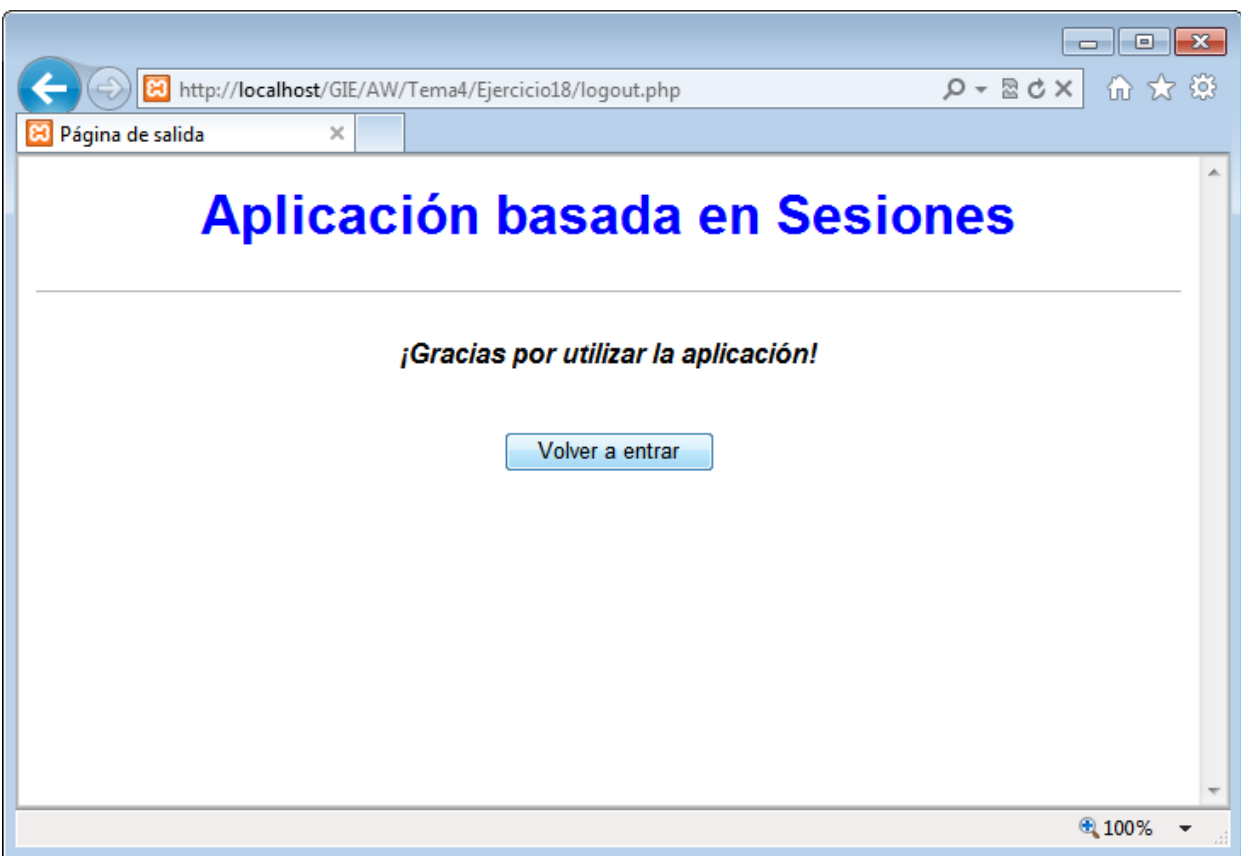 http://localhost/GIE/AW/Tema4/Ejercicio18/logout.php
Página de salida
Aplicación basada en Sesiones
¡Gracias por utilizar la aplicación!
Volver a entrar
100%